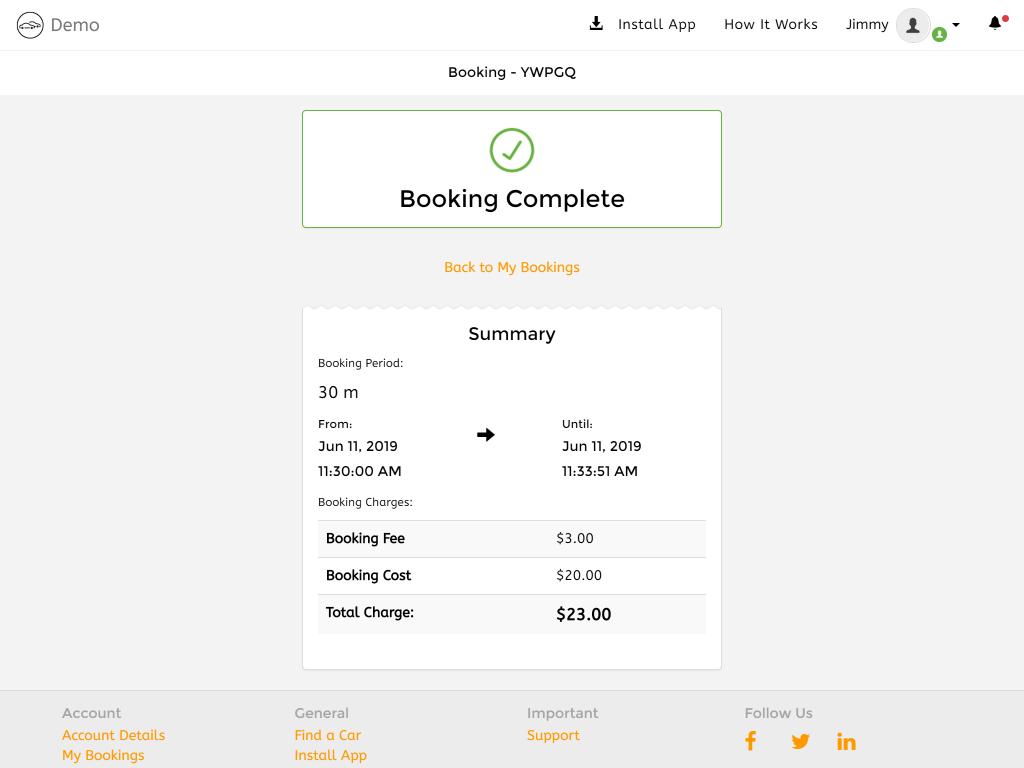 Demo
Install App How It Works Jimmy
Booking - YWPGQ
Booking Complete
Back to My Bookings
Summary
Booking Period:
30 m
From: Until:
Jun 11, 2019 Jun 11, 2019
11:30:00 AM 11:33:51 AM
Booking Charges:
Booking Fee $3.00
Booking Cost $20.00
Total Charge: $23.00
Account General Important Follow Us
Account Details Find a Car Support
My Bookings Install App